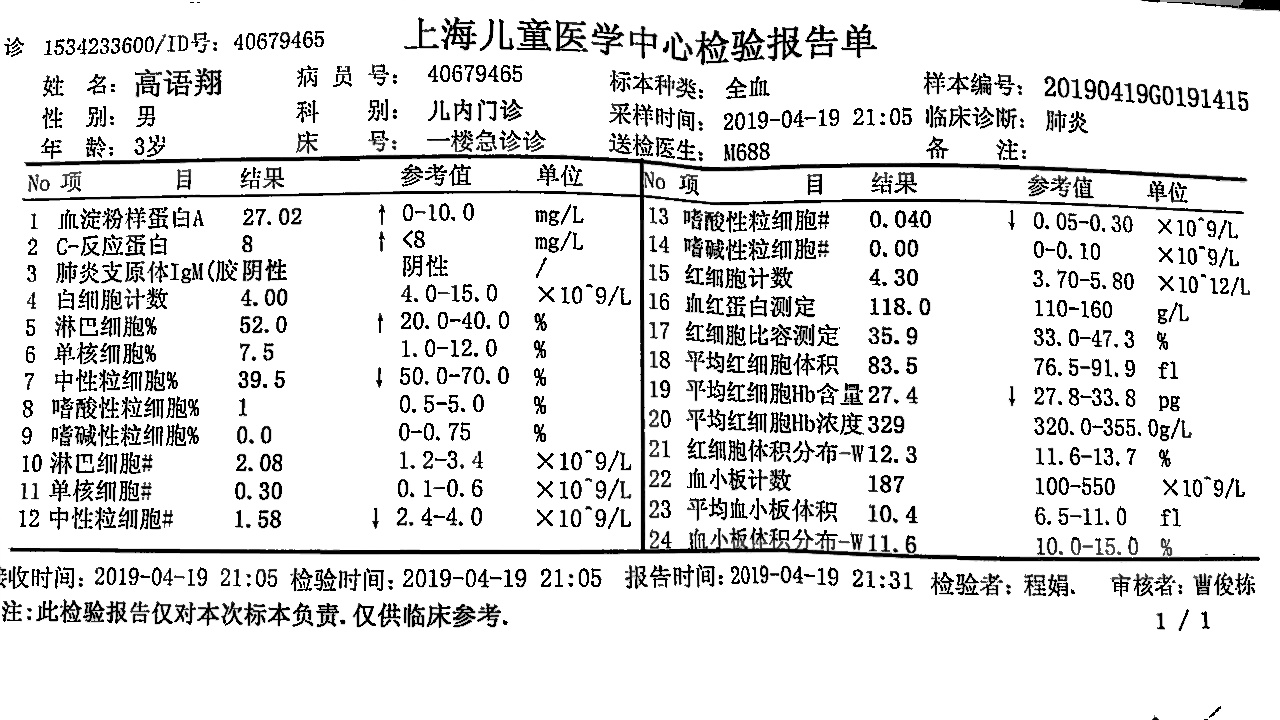 上海儿童医学中心检验报告单
诊 1534233600/ID号: 40679465
姓 名: 高语翔 病 员 号: 40679465 标本种类: 全血 样本编号: 20190419G0191415
性 别: 男 科 别: 儿内门诊 采样时间: 2019-04-19 21:05 临床诊断: 肺炎
年 龄: 3岁 床 号: 一楼急诊诊 送检医生: M688 备 注:
No 项 目 结果 参考值 单位 No 项 目 结果 参考值 单位
1 血淀粉样蛋白A 27.02 ↑ 0-10.0 mg/L 13 嗜酸性粒细胞# 0.040 ↓ 0.05-0.30 ×10^9/L
2 C-反应蛋白 8 ↑ <8 mg/L 14 嗜碱性粒细胞# 0.00 0-0.10 ×10^9/L
3 肺炎支原体IgM(胶 阴性 阴性 / 15 红细胞计数 4.30 3.70-5.80 ×10^12/L
4 白细胞计数 4.00 4.0-15.0 ×10^9/L 16 血红蛋白测定 118.0 110-160 g/L
5 淋巴细胞% 52.0 ↑ 20.0-40.0 % 17 红细胞比容测定 35.9 33.0-47.3 %
6 单核细胞% 7.5 1.0-12.0 % 18 平均红细胞体积 83.5 76.5-91.9 fl
7 中性粒细胞% 39.5 ↓ 50.0-70.0 % 19 平均红细胞Hb含量 27.4 ↓ 27.8-33.8 pg
8 嗜酸性粒细胞% 1 0.5-5.0 % 20 平均红细胞Hb浓度 329 320.0-355.0 g/L
9 嗜碱性粒细胞% 0.0 0-0.75 % 21 红细胞体积分布-W 12.3 11.6-13.7 %
10 淋巴细胞# 2.08 1.2-3.4 ×10^9/L 22 血小板计数 187 100-550 ×10^9/L
11 单核细胞# 0.30 0.1-0.6 ×10^9/L 23 平均血小板体积 10.4 6.5-11.0 fl
12 中性粒细胞# 1.58 ↓ 2.4-4.0 ×10^9/L 24 血小板体积分布-W 11.6 10.0-15.0 %
接收时间: 2019-04-19 21:05 检验时间: 2019-04-19 21:05 报告时间: 2019-04-19 21:31 检验者: 程娟. 审核者: 曹俊栋
注:此检验报告仅对本次标本负责.仅供临床参考.
1 / 1